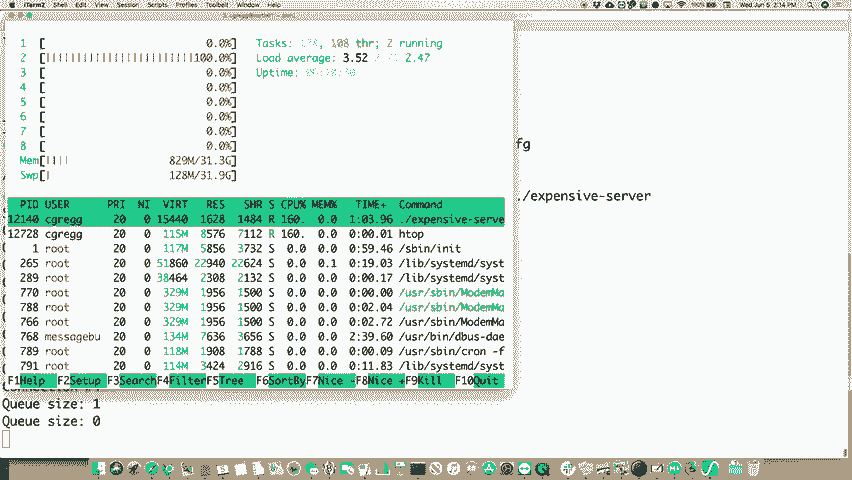 iTerm2 Shell Edit View Session Scripts Profiles Toolbelt Window Help Wed Jun 5 2:14 PM
1 [ 0.0%] Tasks: 108 thr; 2 running
2 [||||||||||||||||||||||||||100.0%] Load average: 3.52 2.47
3 [ 0.0%] Uptime:
4 [ 0.0%]
5 [ 0.0%]
6 [ 0.0%]
7 [ 0.0%]
8 [ 0.0%]
fg
Mem[|||| 829M/31.3G]
Swp[| 128M/31.9G]
./expensive-server
PID USER PRI NI VIRT RES SHR S CPU% MEM% TIME+ Command
12140 cgregg 20 0 15440 1628 1484 R 160. 0.0 1:03.96 ./expensive-serve
12728 cgregg 20 0 115M 8576 7112 R 160. 0.0 0:00.01 htop
1 root 20 0 117M 5856 3732 S 0.0 0.0 0:59.46 /sbin/init
265 root 20 0 51860 22940 22624 S 0.0 0.1 0:19.03 /lib/systemd/syst
289 root 20 0 38464 2308 2132 S 0.0 0.0 0:00.17 /lib/systemd/syst
770 root 20 0 329M 1956 1500 S 0.0 0.0 0:00.00 /usr/sbin/ModemMa
788 root 20 0 329M 1956 1500 S 0.0 0.0 0:02.04 /usr/sbin/ModemMa
766 root 20 0 329M 1956 1500 S 0.0 0.0 0:02.72 /usr/sbin/ModemMa
768 messagebu 20 0 134M 7636 3656 S 0.0 0.0 2:39.60 /usr/bin/dbus-dae
789 root 20 0 118M 1908 1788 S 0.0 0.0 0:00.09 /usr/sbin/cron -f
791 root 20 0 114M 3424 2916 S 0.0 0.0 0:11.83 /lib/systemd/syst
F1Help F2Setup F3SearchF4FilterF5Tree F6SortByF7Nice -F8Nice +F9Kill F10Quit
Queue size: 1
Queue size: 0